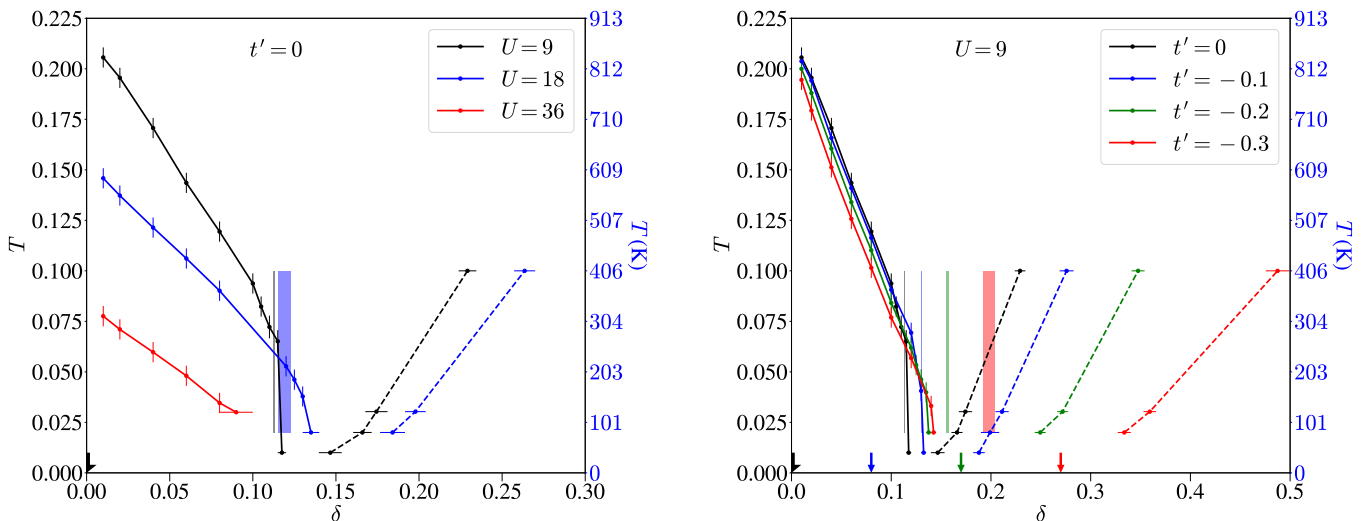 t′ = 0
U = 9
U = 18
U = 36
0.225
0.200
0.175
0.150
0.125
0.100
0.075
0.050
0.025
0.000
T
913
812
710
609
507
406
304
203
101
0
T(K)
0.00 0.05 0.10 0.15 0.20 0.25 0.30
δ
U = 9
t′ = 0
t′ = −0.1
t′ = −0.2
t′ = −0.3
0.225
0.200
0.175
0.150
0.125
0.100
0.075
0.050
0.025
0.000
T
913
812
710
609
507
406
304
203
101
0
T(K)
0.0 0.1 0.2 0.3 0.4 0.5
δ